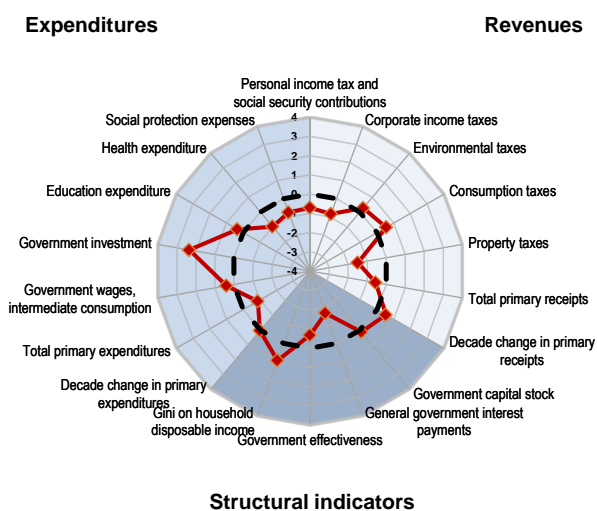 Expenditures
Revenues
Personal income tax and
social security contributions
Social protection expenses
Corporate income taxes
Health expenditure
Environmental taxes
Education expenditure
Consumption taxes
Government investment
Property taxes
Government wages,
intermediate consumption
Total primary receipts
Total primary expenditures
Decade change in primary
receipts
Decade change in primary
expenditures
Government capital stock
Gini on household
disposable income
General government interest
payments
Government effectiveness
4
3
2
1
0
-1
-2
-3
-4
Structural indicators